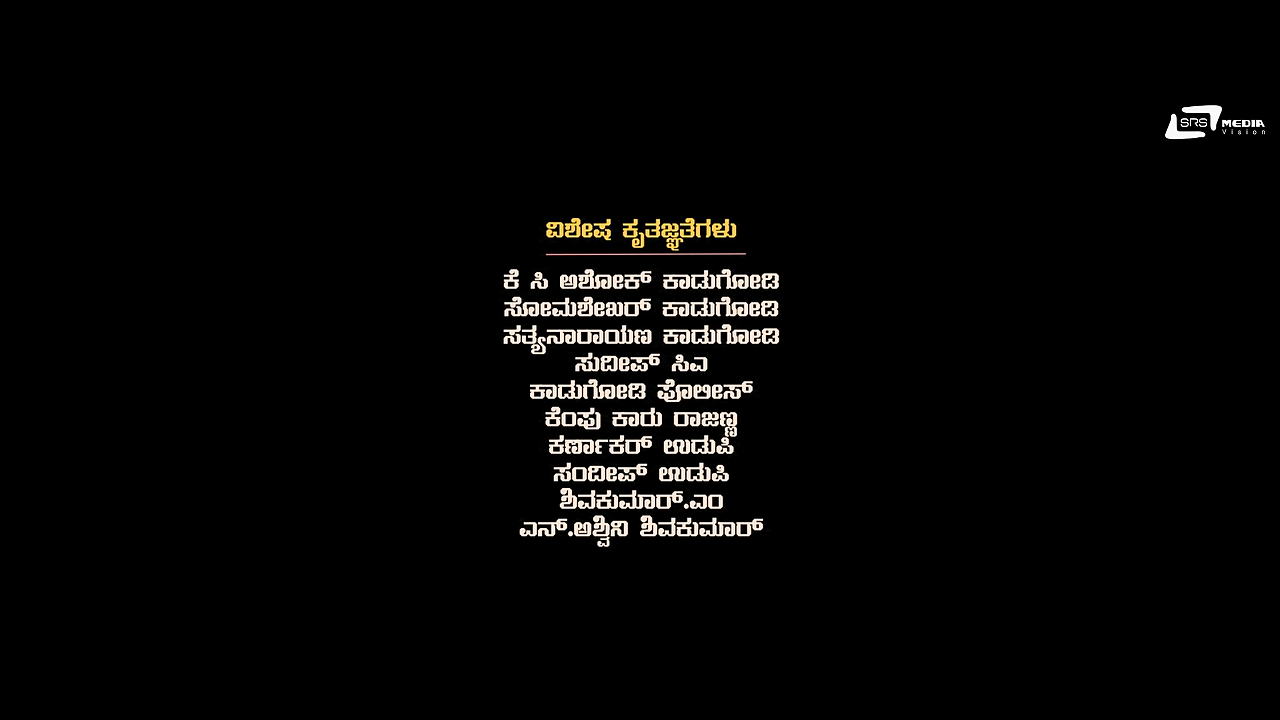 SRS MEDIA
Vision
ವಿಶೇಷ ಕೃತಜ್ಞತೆಗಳು
ಕೆ ಸಿ ಅಶೋಕ್ ಕಾಡುಗೋಡಿ
ಸೋಮಶೇಖರ್ ಕಾಡುಗೋಡಿ
ಸತ್ಯನಾರಾಯಣ ಕಾಡುಗೋಡಿ
ಸುದೀಪ್ ಸಿಎ
ಕಾಡುಗೋಡಿ ಪೊಲೀಸ್
ಕೆಂಪು ಕಾರು ರಾಜಣ್ಣ
ಕರ್ಣಾಕರ್ ಉಡುಪಿ
ಸಂದೀಪ್ ಉಡುಪಿ
ಶಿವಕುಮಾರ್.ಎಂ
ಎನ್.ಅಶ್ವಿನಿ ಶಿವಕುಮಾರ್